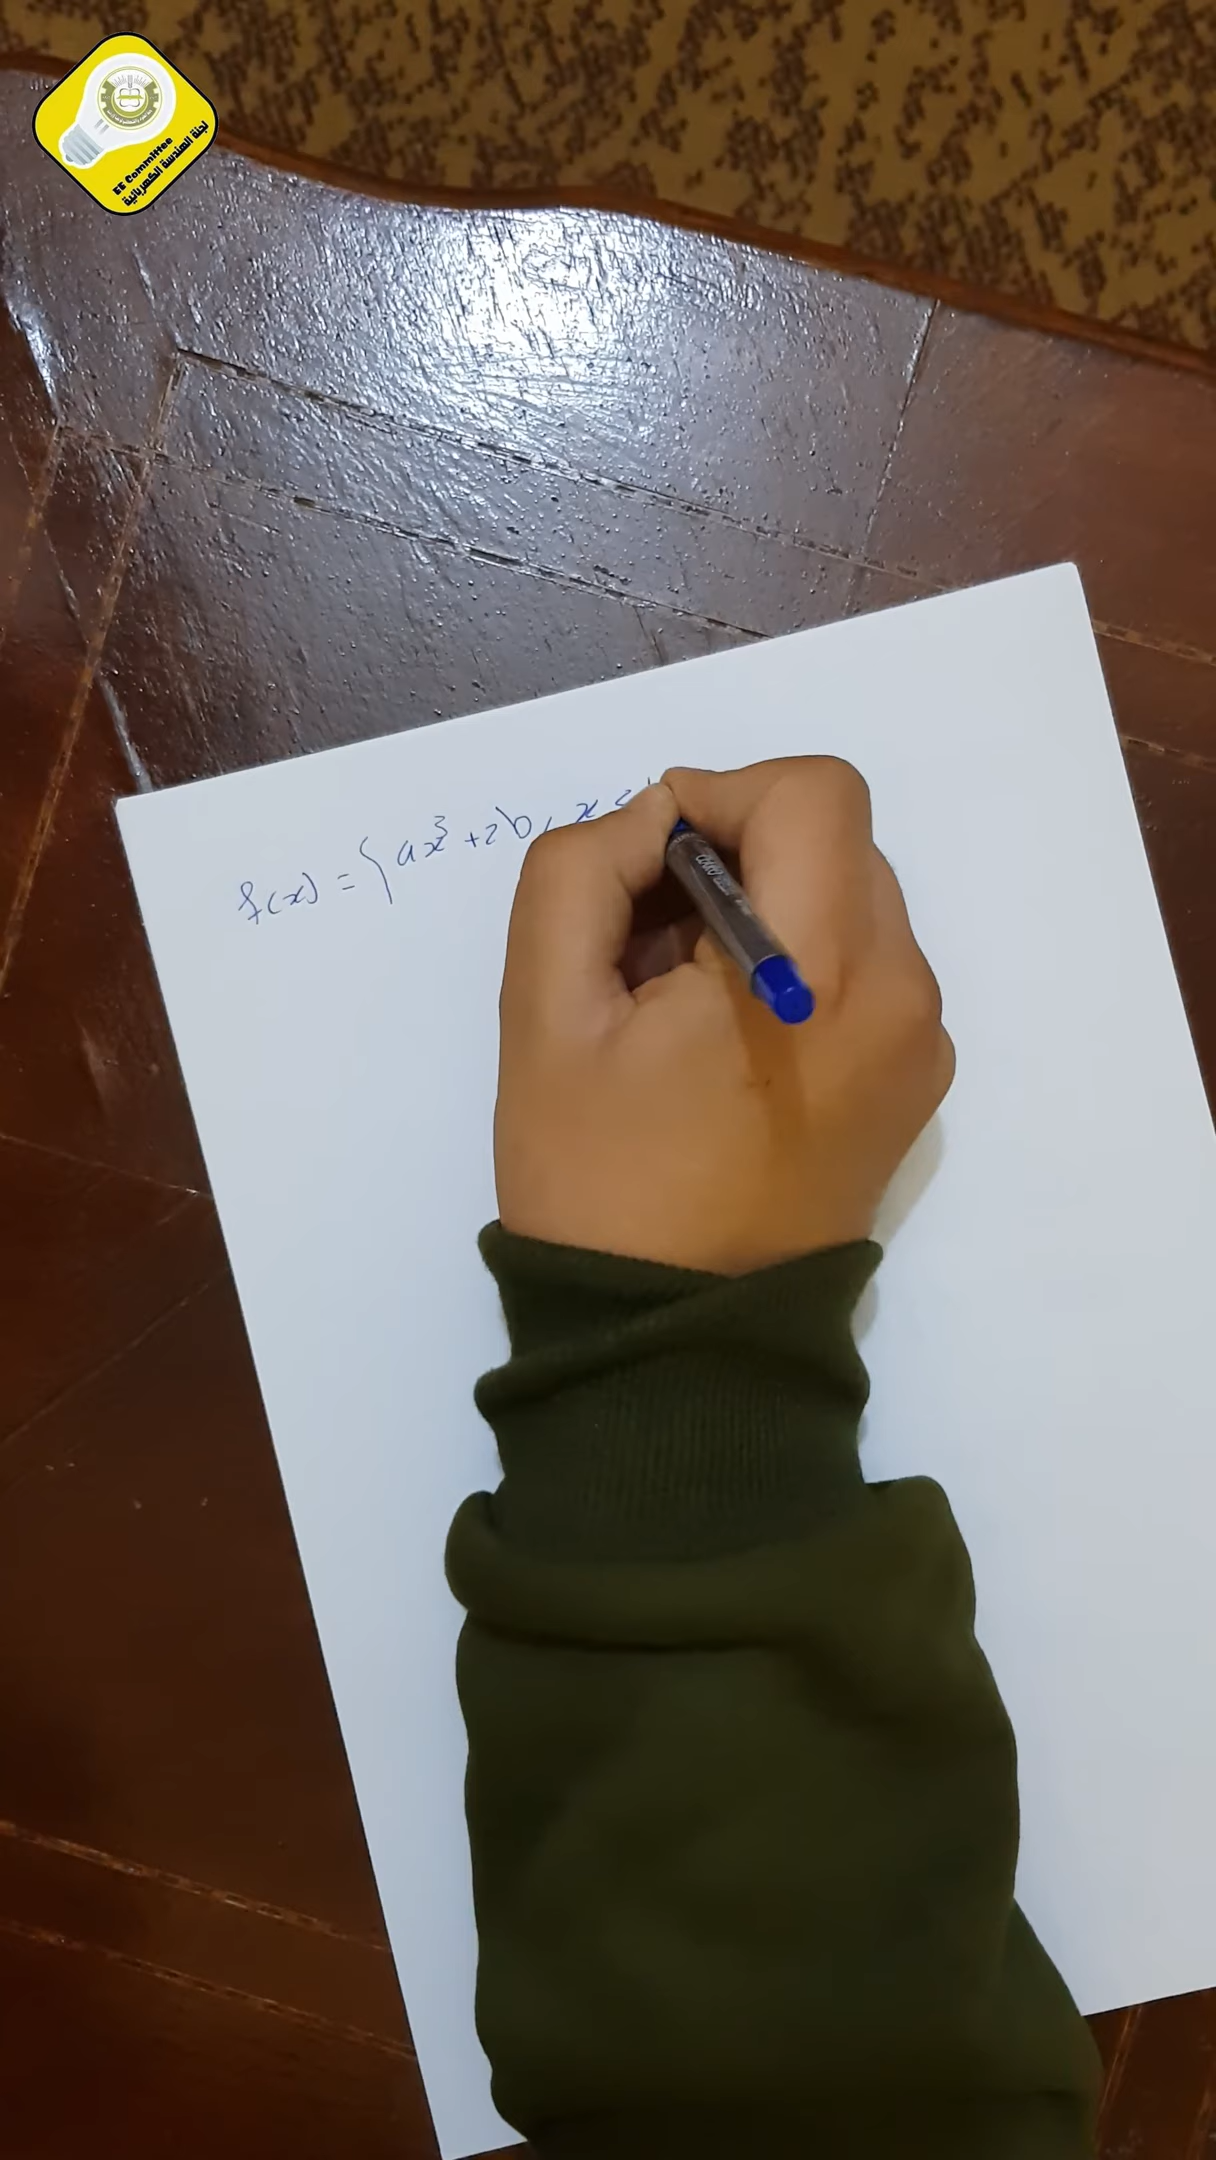 EE Committee
لجنة الهندسة الكهربائية
f(x) = { ax³ + 2b, x ≤